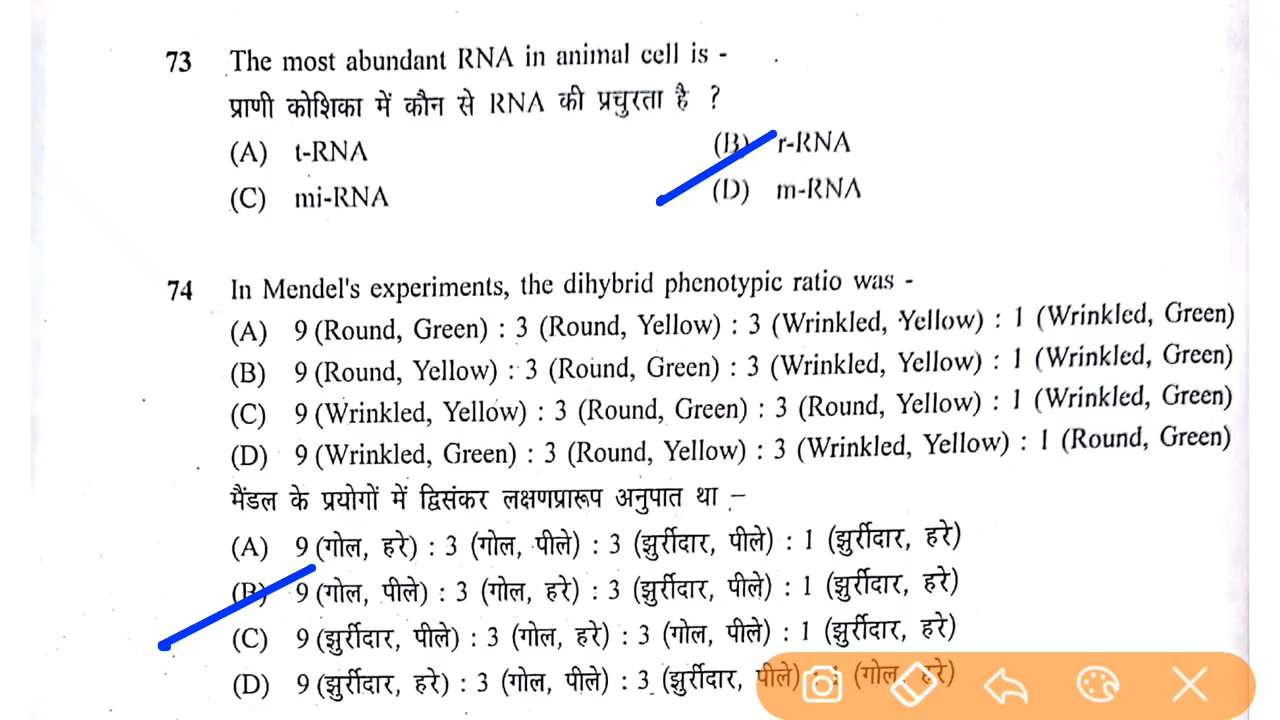 73 The most abundant RNA in animal cell is -
प्राणी कोशिका में कौन से RNA की प्रचुरता है ?
(A) t-RNA (B) r-RNA
(C) mi-RNA (D) m-RNA
74 In Mendel's experiments, the dihybrid phenotypic ratio was -
(A) 9 (Round, Green) : 3 (Round, Yellow) : 3 (Wrinkled, Yellow) : 1 (Wrinkled, Green)
(B) 9 (Round, Yellow) : 3 (Round, Green) : 3 (Wrinkled, Yellow) : 1 (Wrinkled, Green)
(C) 9 (Wrinkled, Yellow) : 3 (Round, Green) : 3 (Round, Yellow) : 1 (Wrinkled, Green)
(D) 9 (Wrinkled, Green) : 3 (Round, Yellow) : 3 (Wrinkled, Yellow) : 1 (Round, Green)
मैंडल के प्रयोगों में द्विसंकर लक्षणप्रारूप अनुपात था –
(A) 9 (गोल, हरे) : 3 (गोल, पीले) : 3 (झुर्रीदार, पीले) : 1 (झुर्रीदार, हरे)
(B) 9 (गोल, पीले) : 3 (गोल, हरे) : 3 (झुर्रीदार, पीले) : 1 (झुर्रीदार, हरे)
(C) 9 (झुर्रीदार, पीले) : 3 (गोल, हरे) : 3 (गोल, पीले) : 1 (झुर्रीदार, हरे)
(D) 9 (झुर्रीदार, हरे) : 3 (गोल, पीले) : 3 (झुर्रीदार, पीले) : (गोल, हरे)